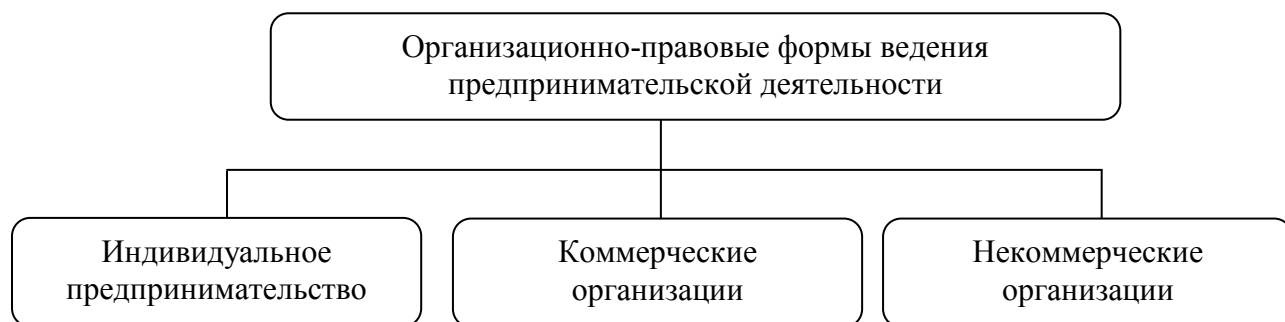 Организационно-правовые формы ведения
предпринимательской деятельности
Индивидуальное
предпринимательство
Коммерческие
организации
Некоммерческие
организации